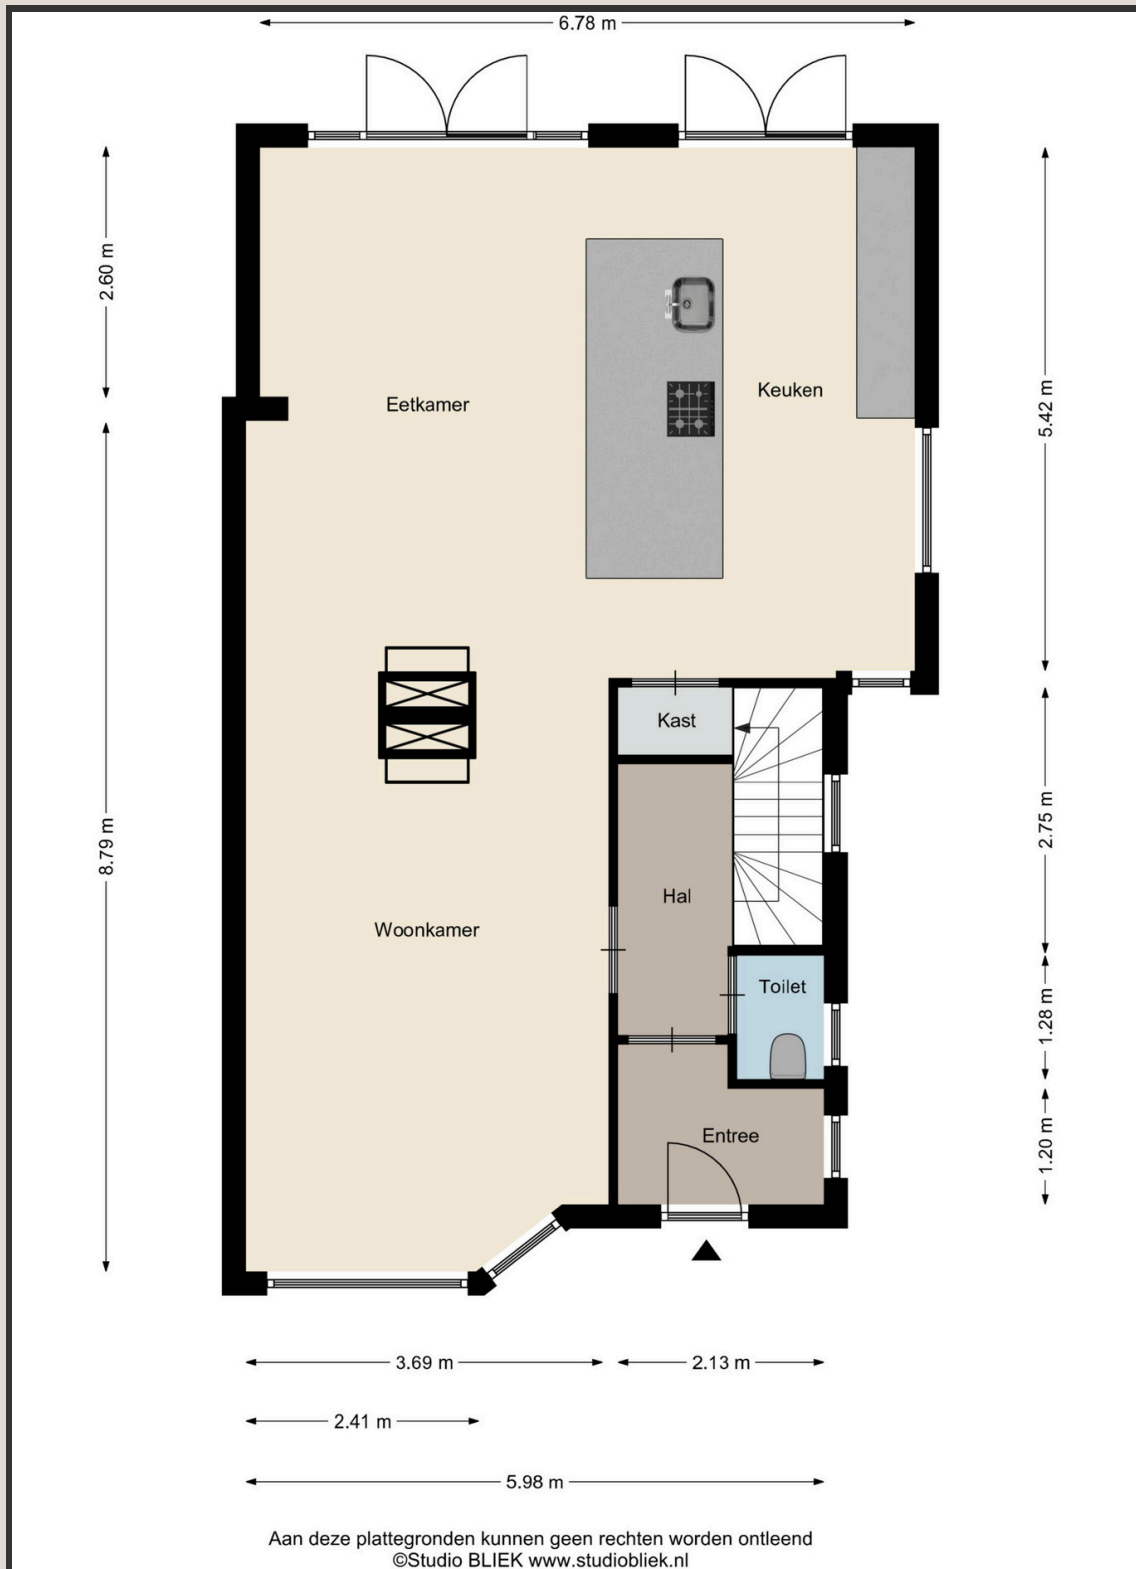 6.78 m
2.60 m
5.42 m
Keuken
Eetkamer
Kast
2.75 m
8.79 m
Hal
Woonkamer
Toilet
1.28 m
Entree
1.20 m
3.69 m
2.13 m
2.41 m
5.98 m
Aan deze plattegronden kunnen geen rechten worden ontleend
©Studio BLIEK www.studiobliek.nl